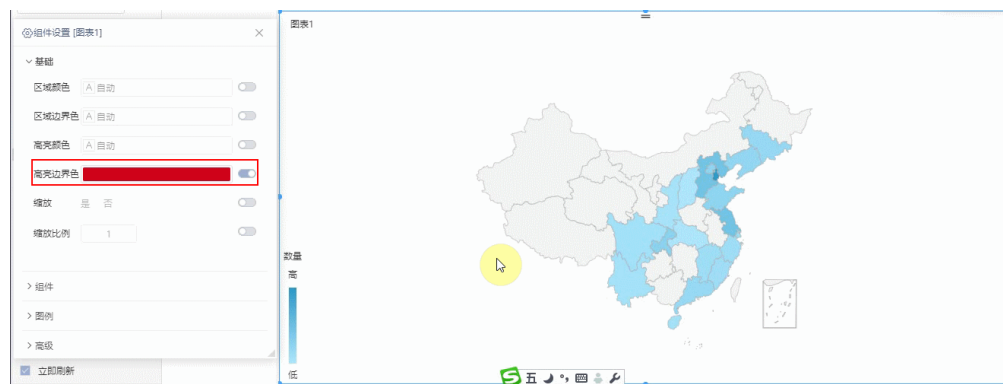 组件设置 [图表1]
基础
区域颜色 A 自动
区域边界色 A 自动
高亮颜色 A 自动
高亮边界色
缩放 是 否
缩放比例 1
组件
图例
高级
立即刷新
图表1
数量
高
低
五